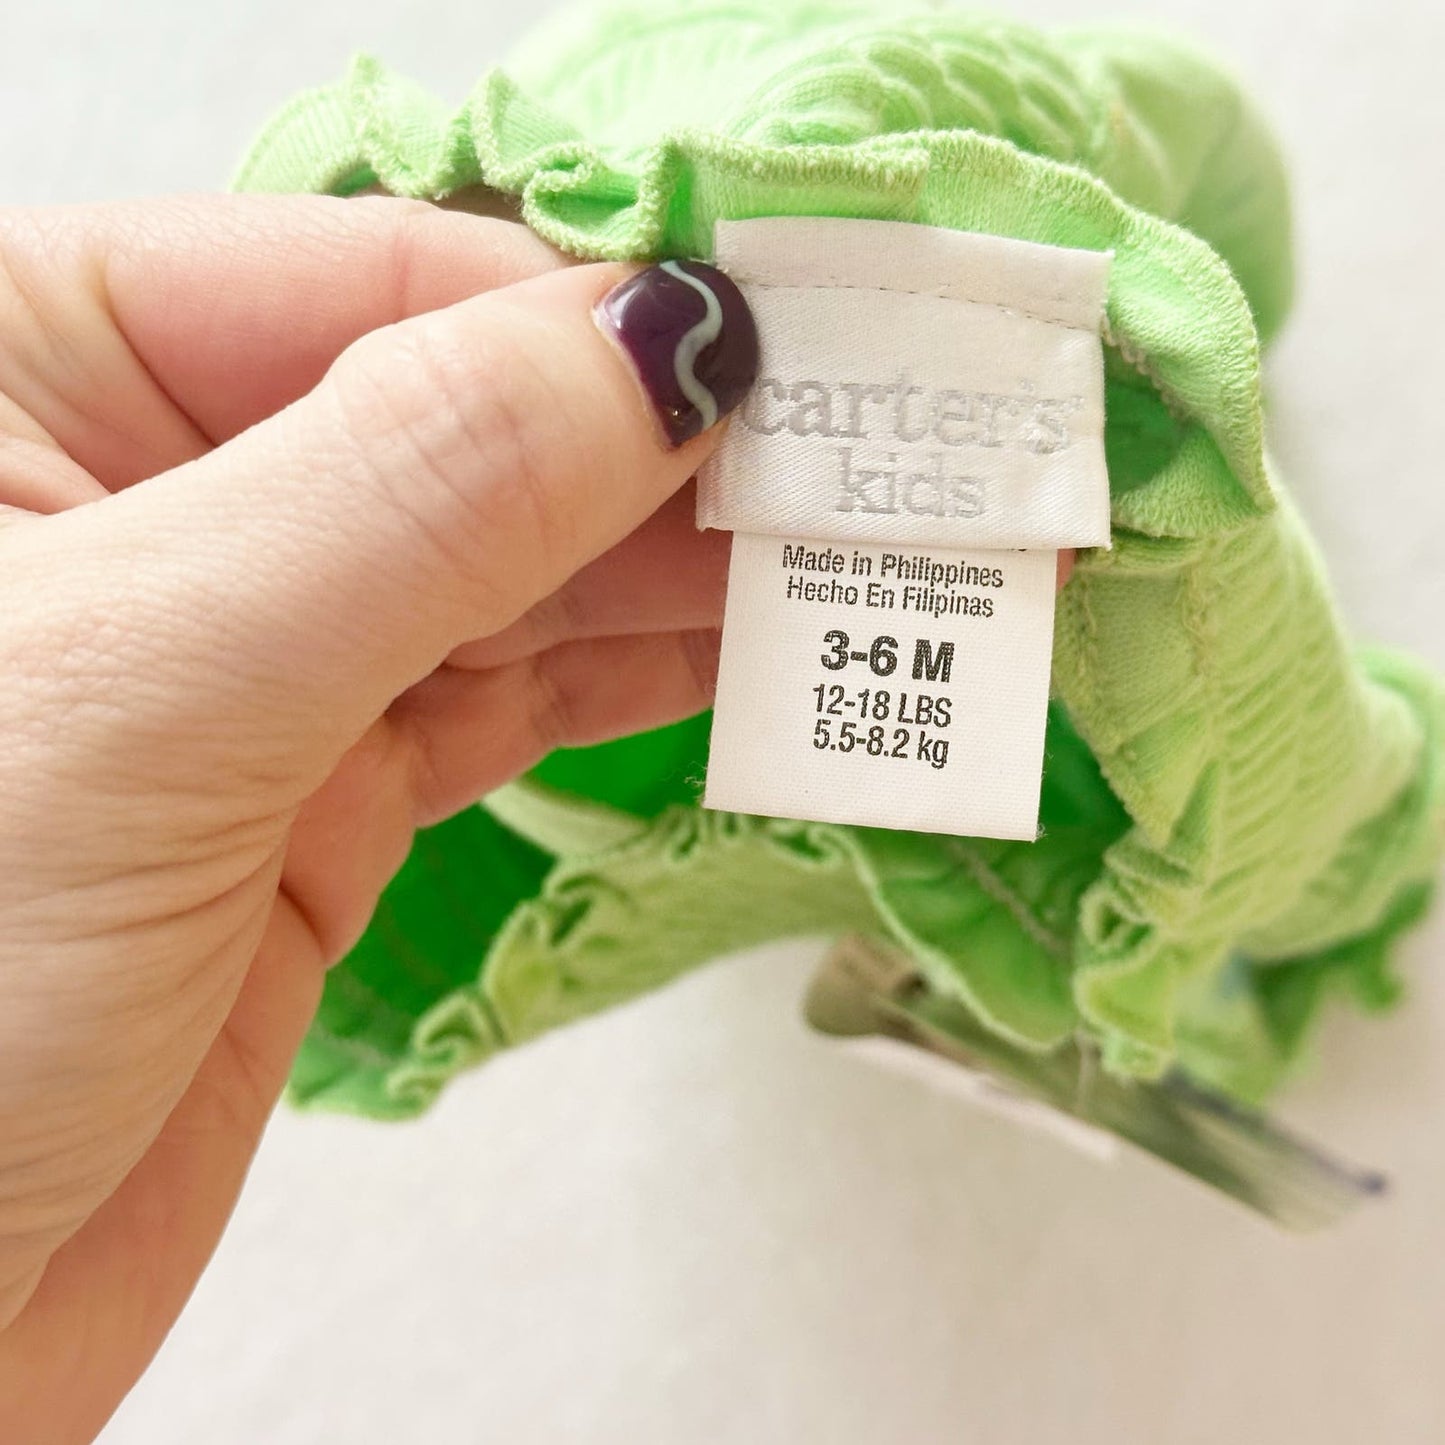 carter's
kids
Made in Philippines
Hecho En Filipinas
3-6 M
12-18 LBS
5.5-8.2 kg